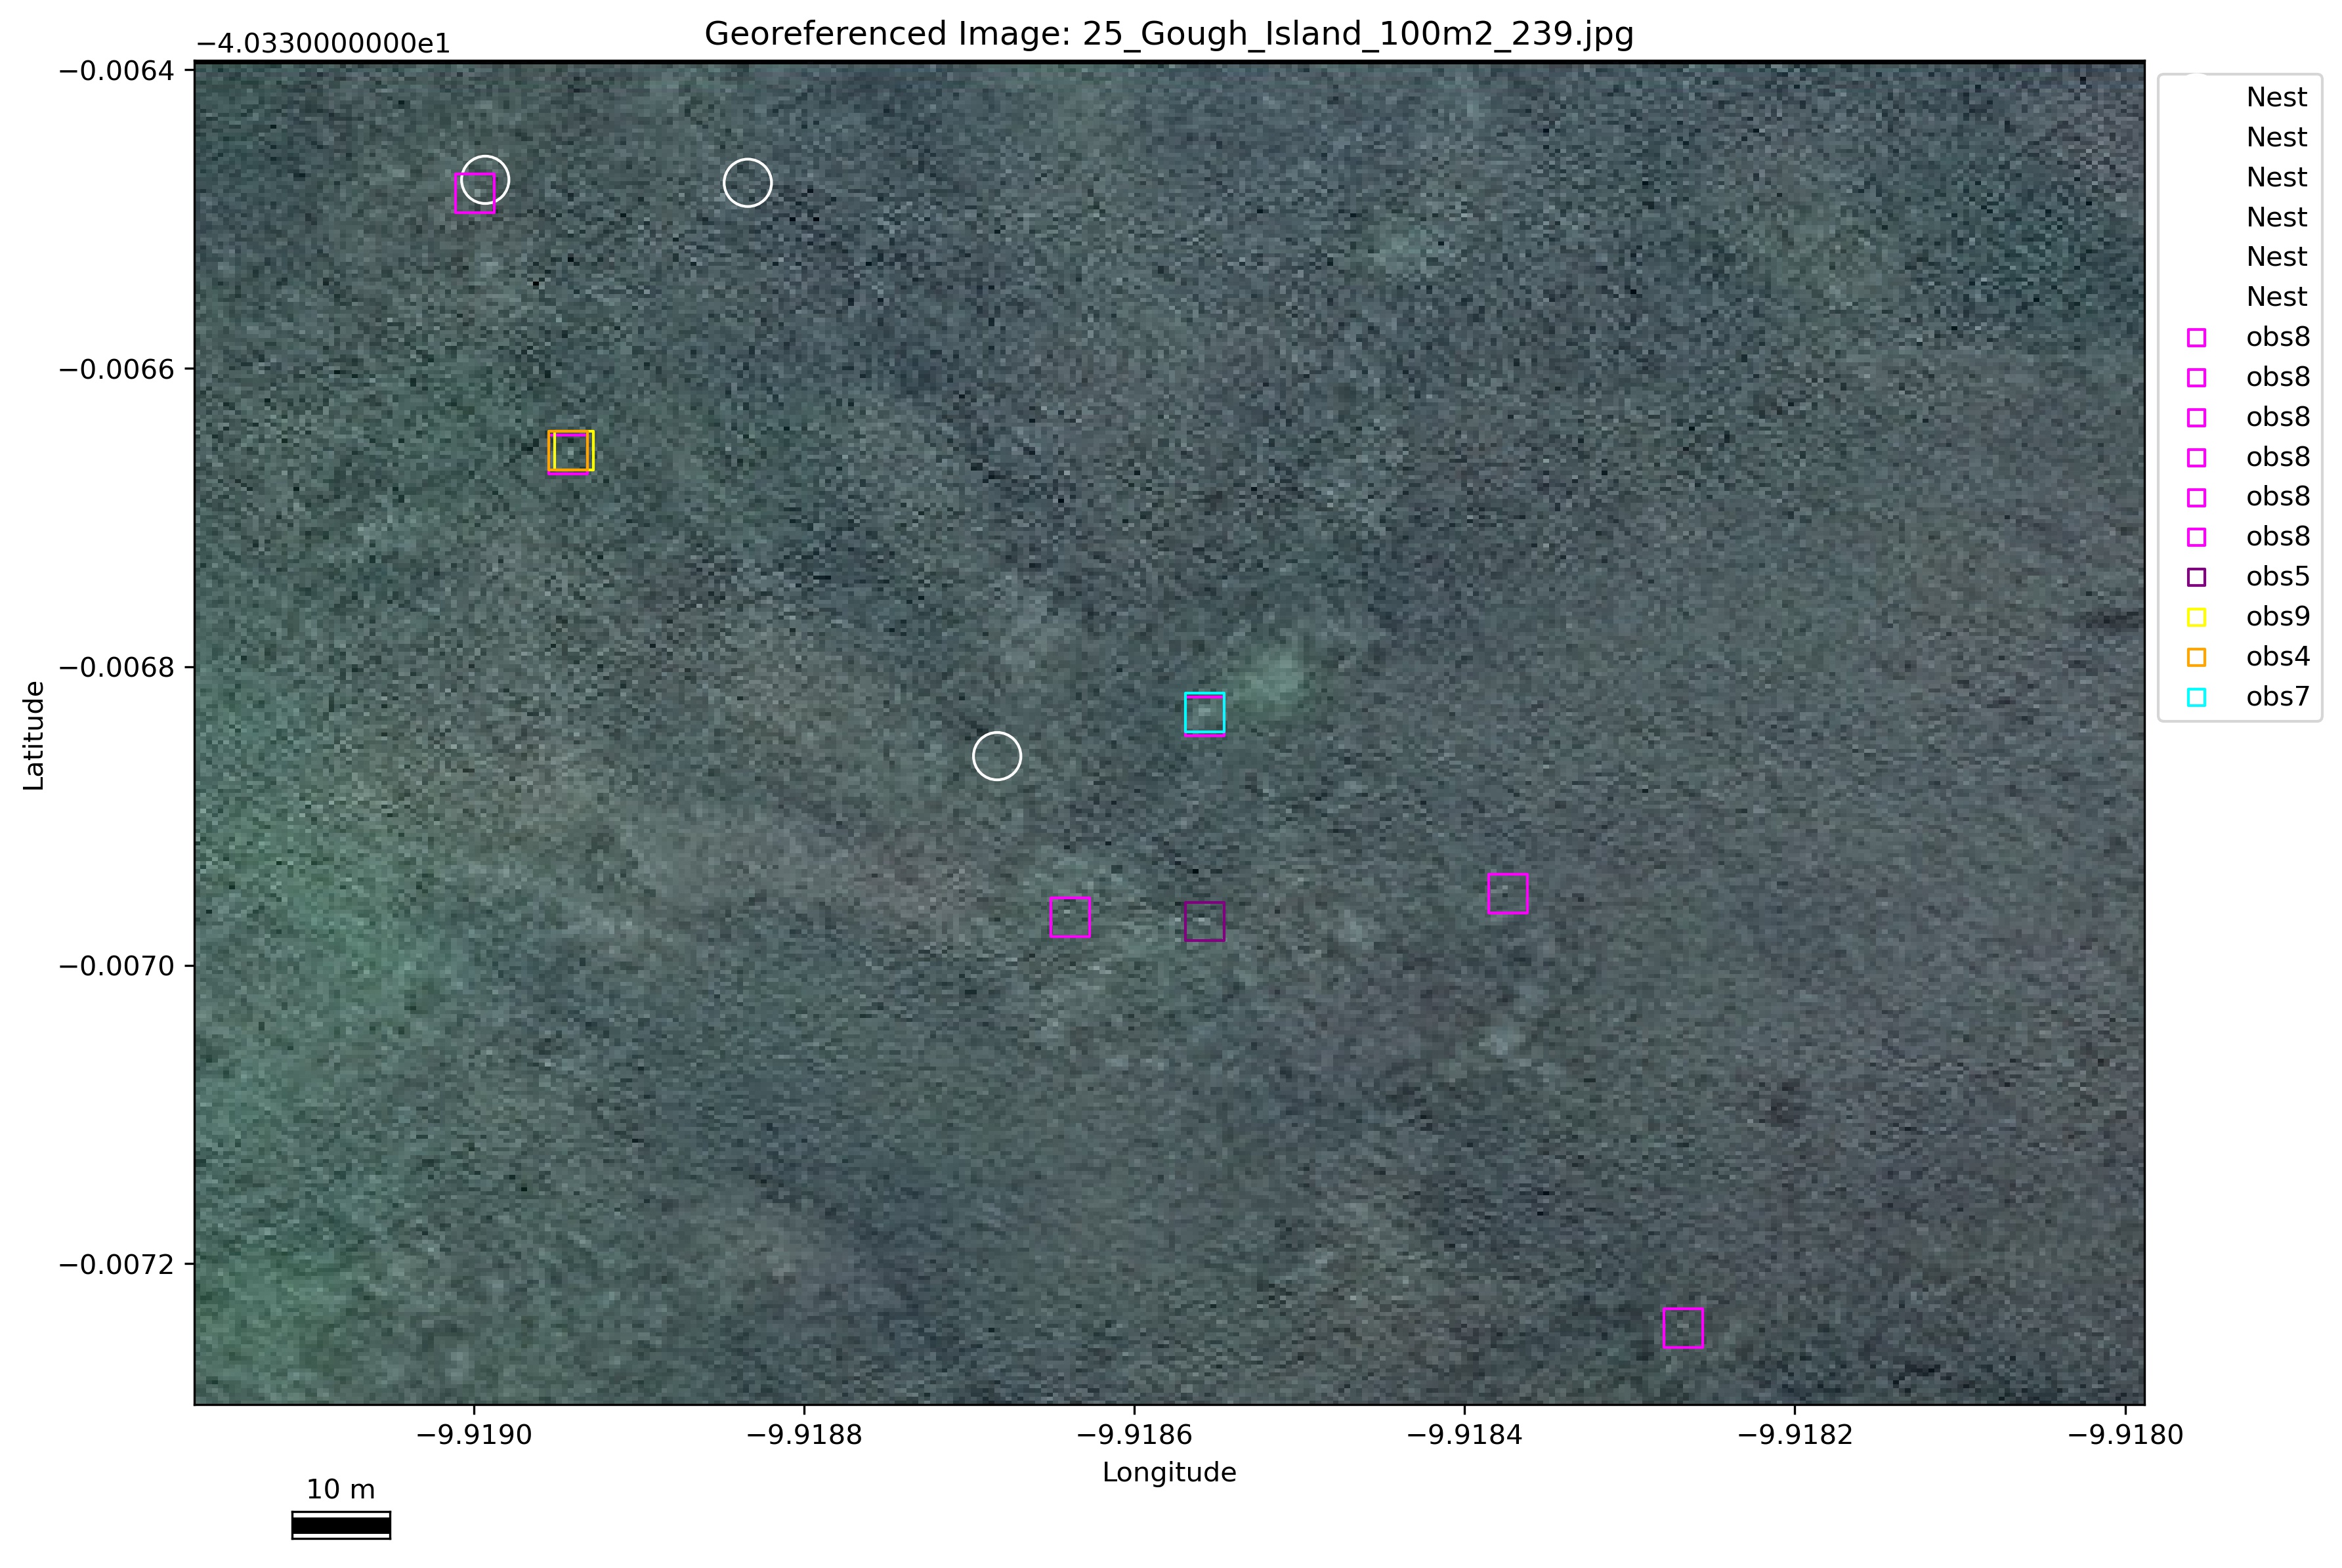 Georeferenced Image: 25_Gough_Island_100m2_239.jpg
−4.0330000000e1
−0.0064
−0.0066
−0.0068
−0.0070
−0.0072
Latitude
−9.9190
−9.9188
−9.9186
−9.9184
−9.9182
−9.9180
Longitude
10 m
Nest
Nest
Nest
Nest
Nest
Nest
obs8
obs8
obs8
obs8
obs8
obs8
obs5
obs9
obs4
obs7